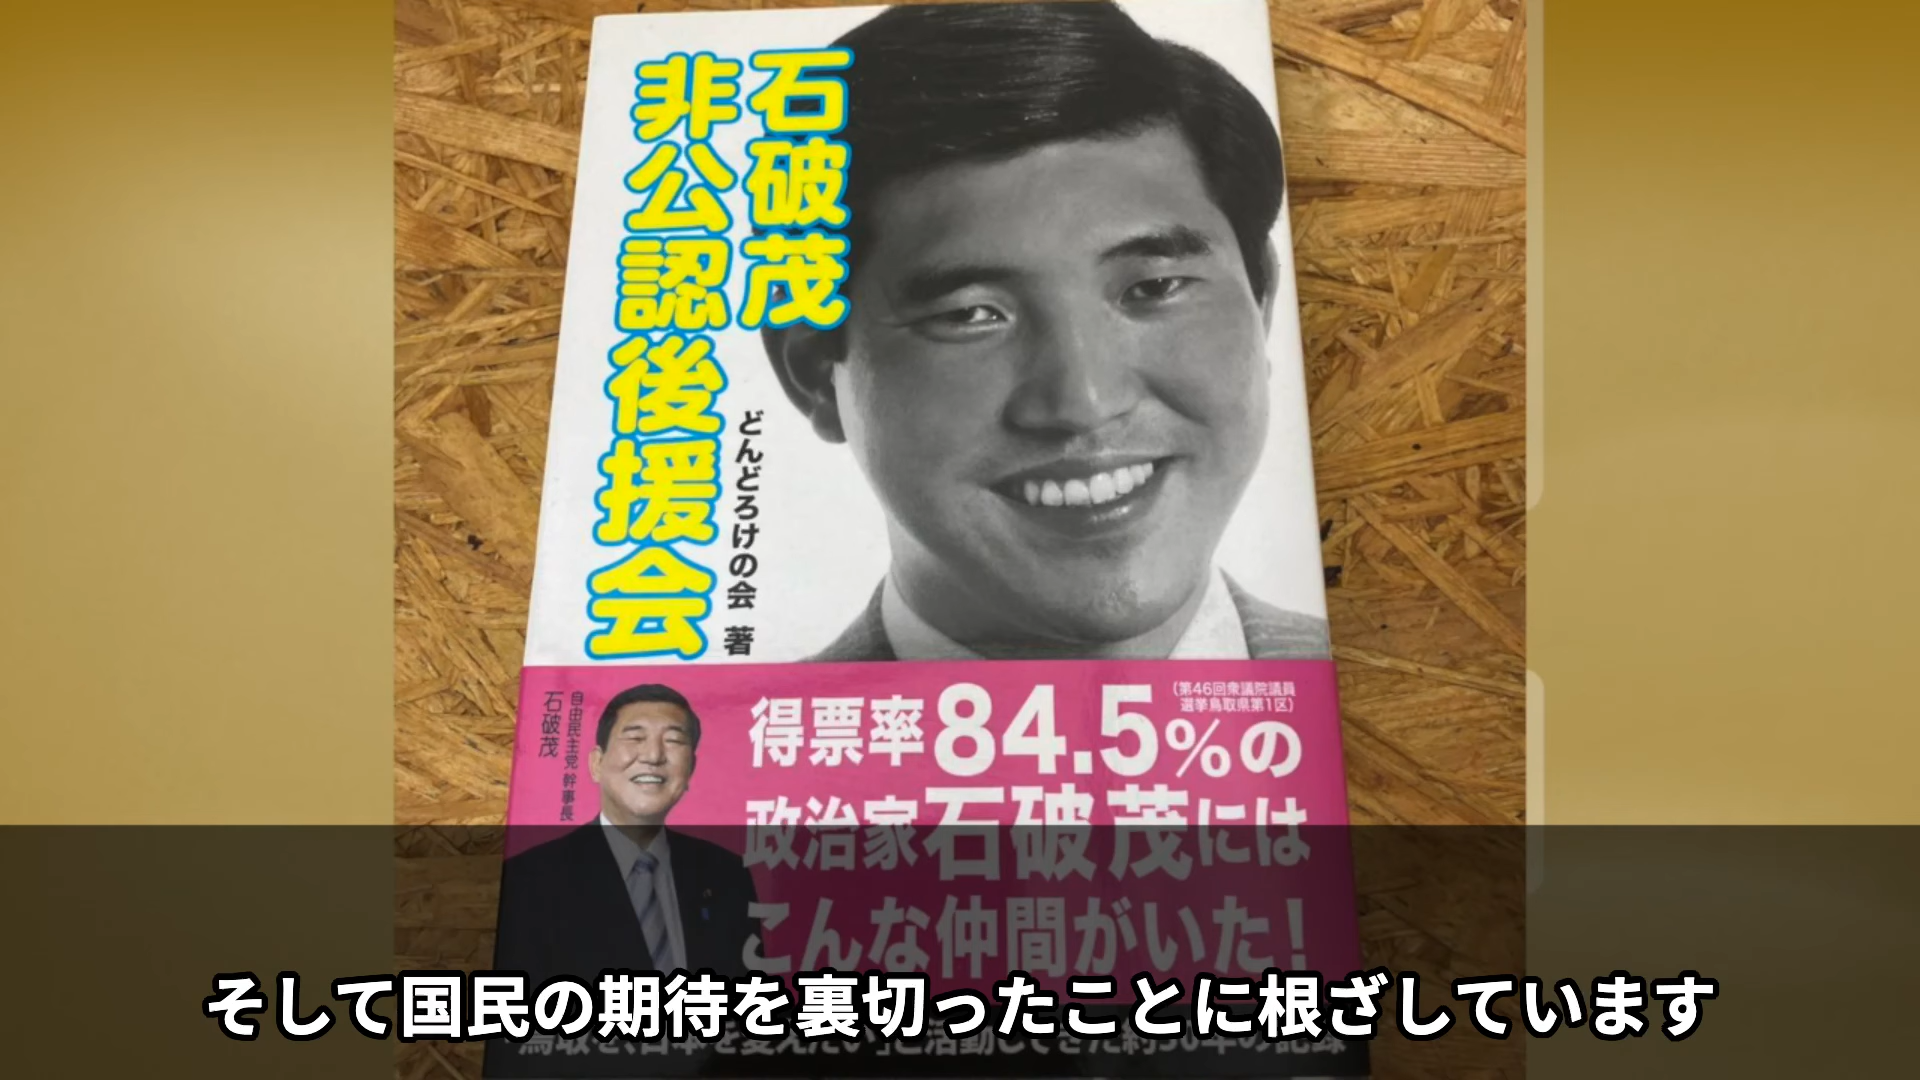 石破茂
非公認後援会
どんどろけの会 著
自由民主党 幹事長
石破茂
得票率84.5%の
(第46回衆議院議員
選挙鳥取県第1区)
政治家石破茂には
こんな仲間がいた!
そして国民の期待を裏切ったことに根ざしています